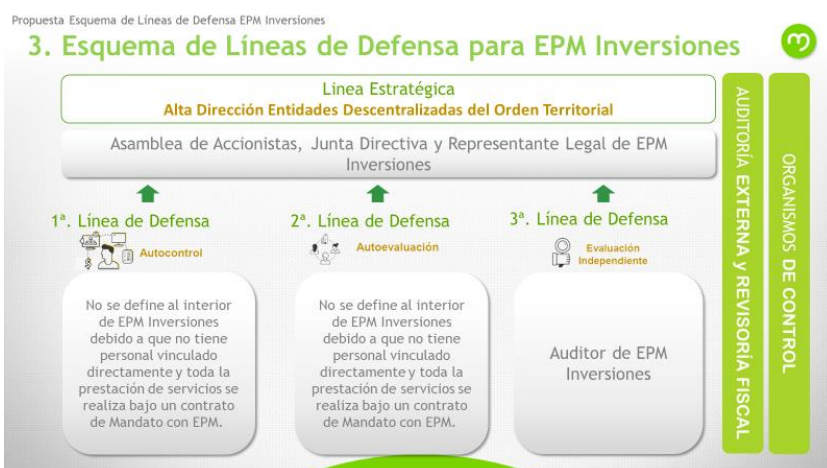 Propuesta Esquema de Líneas de Defensa EPM Inversiones
3. Esquema de Líneas de Defensa para EPM Inversiones
3
Linea Estratégica
Alta Dirección Entidades Descentralizadas del Orden Territorial
Asamblea de Accionistas, Junta Directiva y Representante Legal de EPM
Inversiones
1ª. Línea de Defensa
Autocontrol
No se define al interior
de EPM Inversiones
debido a que no tiene
personal vinculado
directamente y toda la
prestación de servicios se
realiza bajo un contrato
de Mandato con EPM.
2ª. Línea de Defensa
Autoevaluación
No se define al interior
de EPM Inversiones
debido a que no tiene
personal vinculado
directamente y toda la
prestación de servicios se
realiza bajo un contrato
de Mandato con EPM.
3ª. Línea de Defensa
Evaluación
Independiente
Auditor de EPM
Inversiones
AUDITORÍA EXTERNA y REVISORÍA FISCAL
ORGANISMOS DE CONTROL